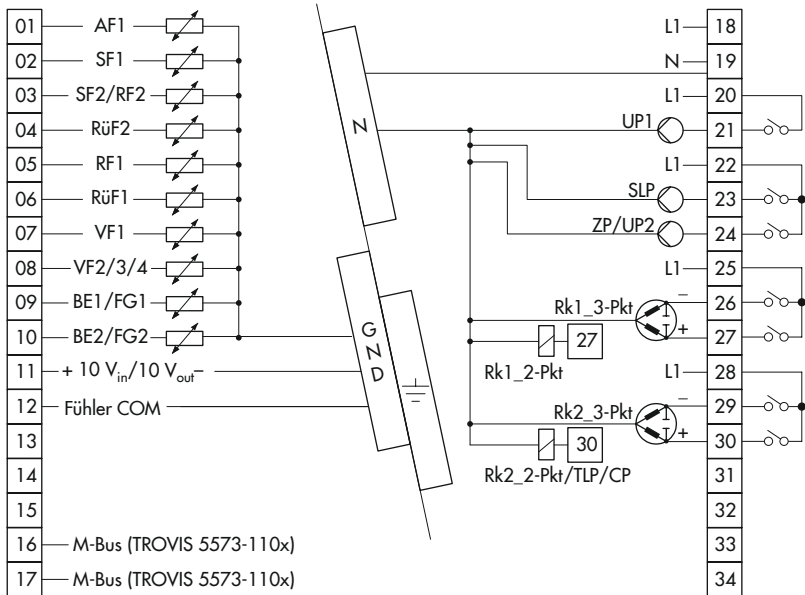 01 AF1
02 SF1
03 SF2/RF2
04 RüF2
05 RF1
06 RüF1
07 VF1
08 VF2/3/4
09 BE1/FG1
10 BE2/FG2
11 + 10 Vin/10 Vout–
12 Fühler COM
13
14
15
16 M-Bus (TROVIS 5573-110x)
17 M-Bus (TROVIS 5573-110x)
N
GND
L1 18
N 19
L1 20
UP1 21
L1 22
SLP 23
ZP/UP2 24
L1 25
Rk1_3-Pkt – 26
+ 27
27
Rk1_2-Pkt
L1 28
Rk2_3-Pkt – 29
+ 30
30
Rk2_2-Pkt/TLP/CP
31
32
33
34